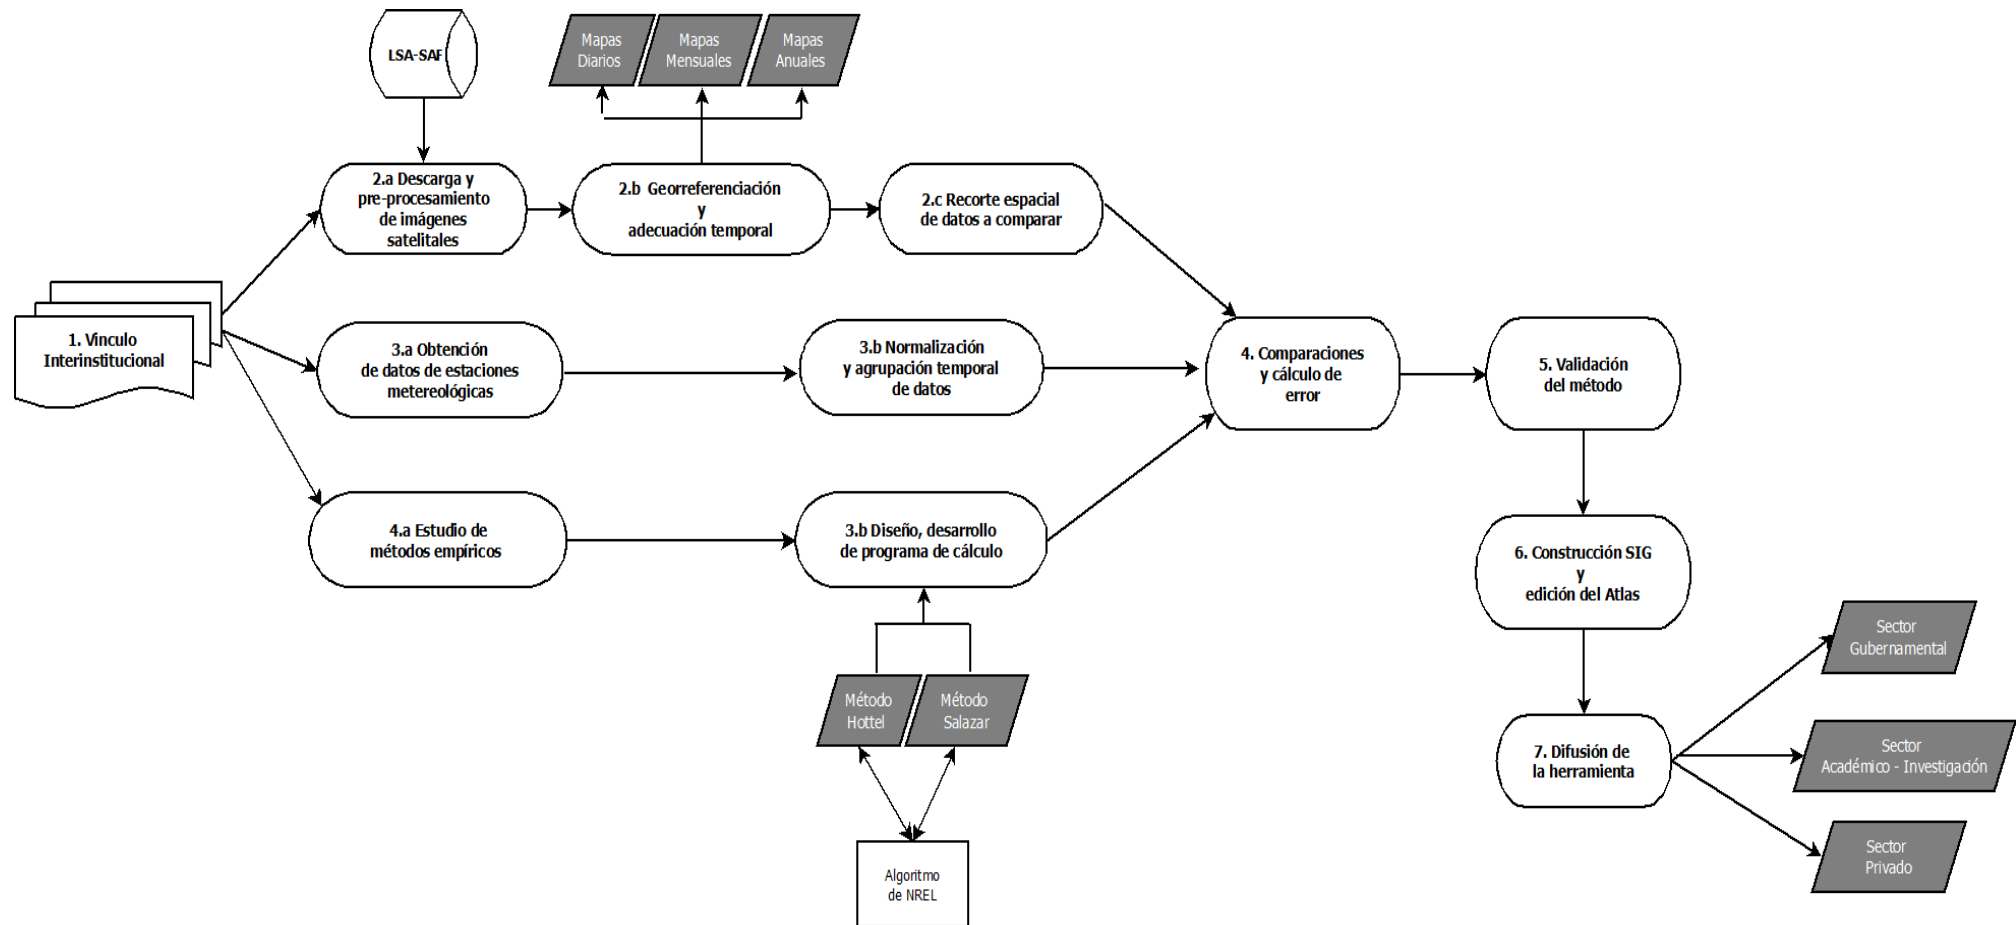 LSA-SAF
Mapas
Diarios
Mapas
Mensuales
Mapas
Anuales
2.a Descarga y
pre-procesamiento
de imágenes
satelitales
2.b Georreferenciación
y
adecuación temporal
2.c Recorte espacial
de datos a comparar
1. Vinculo
Interinstitucional
3.a Obtención
de datos de estaciones
metereológicas
3.b Normalización
y agrupación temporal
de datos
4. Comparaciones
y cálculo de
error
5. Validación
del método
4.a Estudio de
métodos empíricos
3.b Diseño, desarrollo
de programa de cálculo
6. Construcción SIG
y
edición del Atlas
Método
Hottel
Método
Salazar
Algoritmo
de NREL
7. Difusión de
la herramienta
Sector
Gubernamental
Sector
Académico - Investigación
Sector
Privado